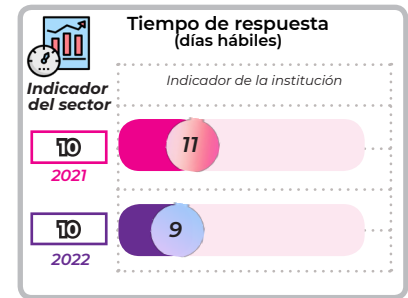 Tiempo de respuesta
(días hábiles)
Indicador
del sector
Indicador de la institución
10
11
2021
10
9
2022